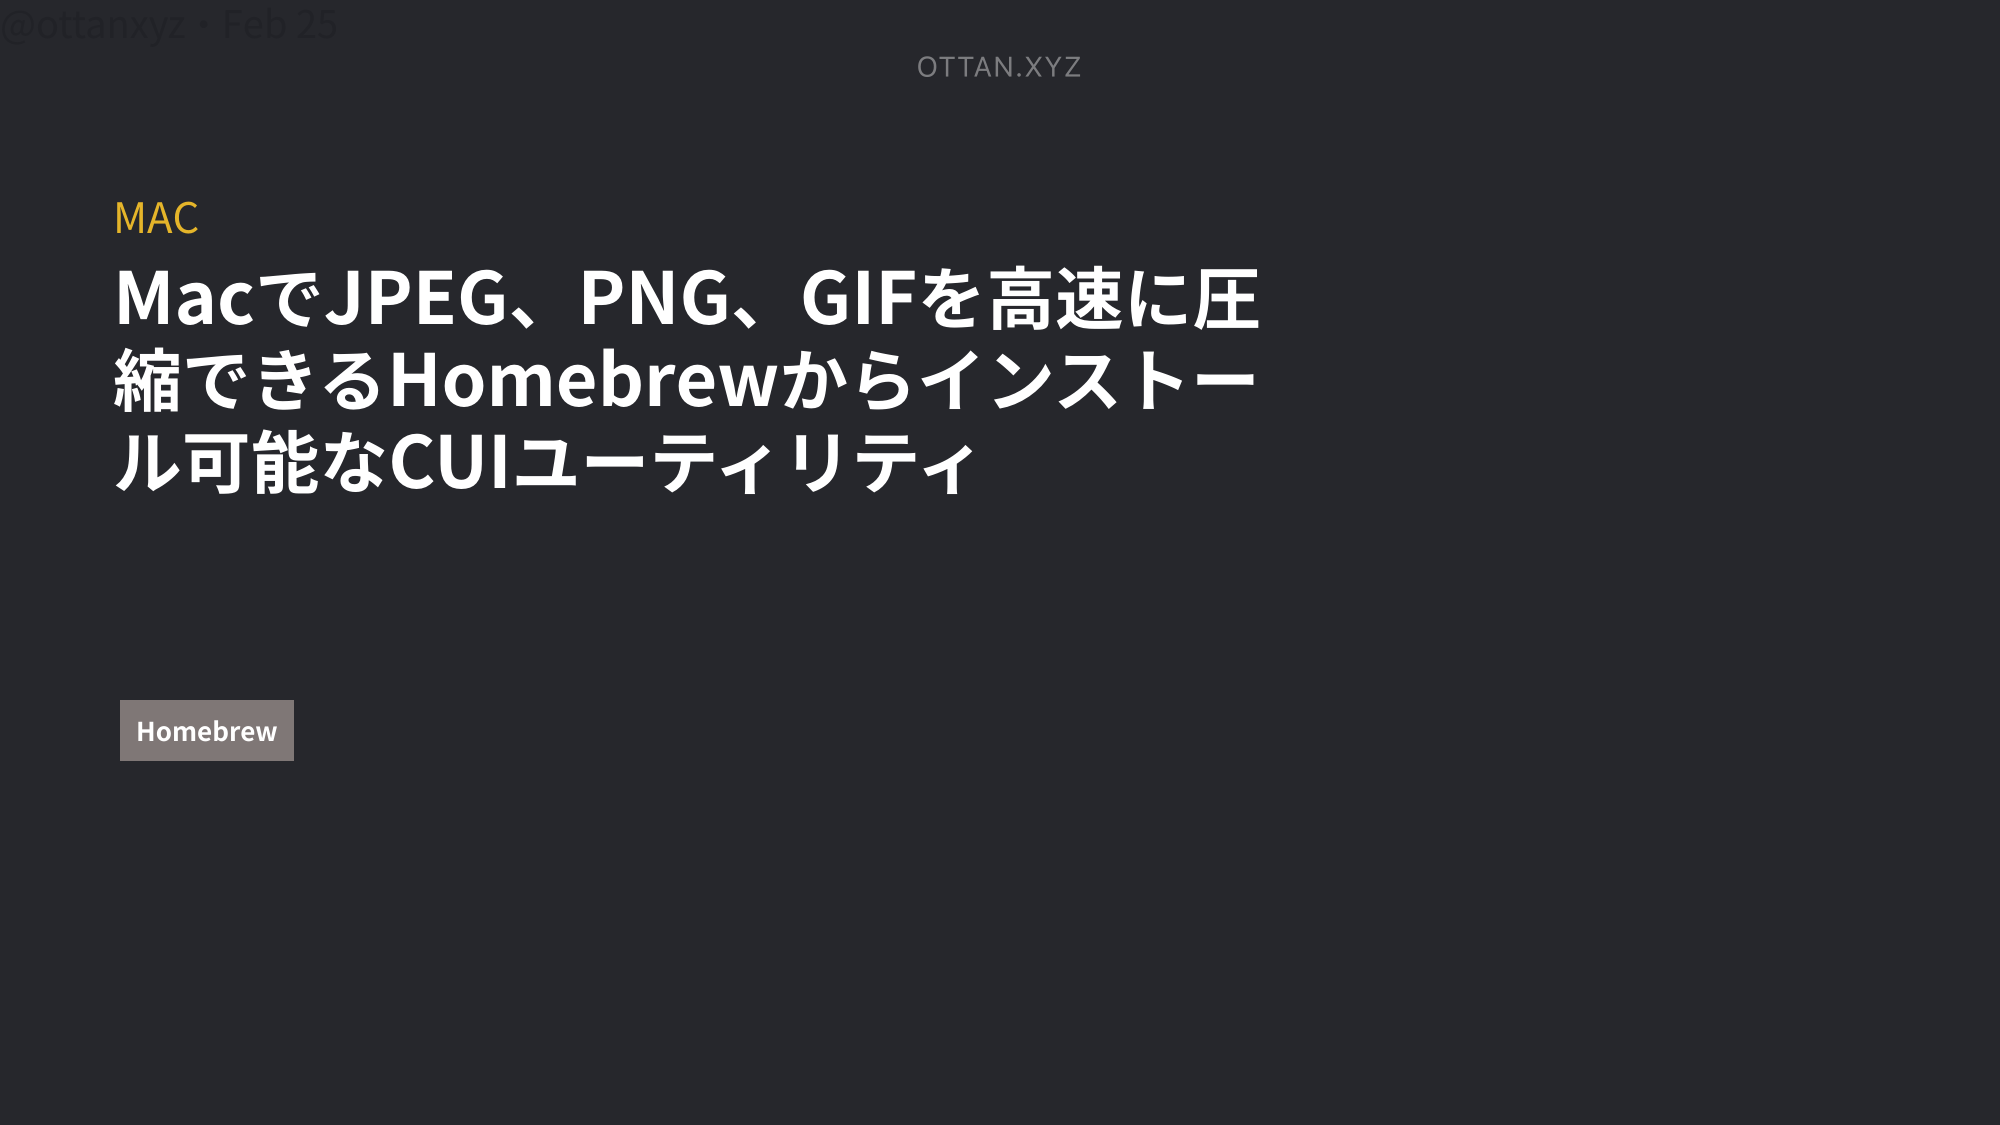 @ottanxyz・Feb 25
OTTAN.XYZ
MAC
MacでJPEG、PNG、GIFを高速に圧
縮できるHomebrewからインストー
ル可能なCUIユーティリティ
Homebrew